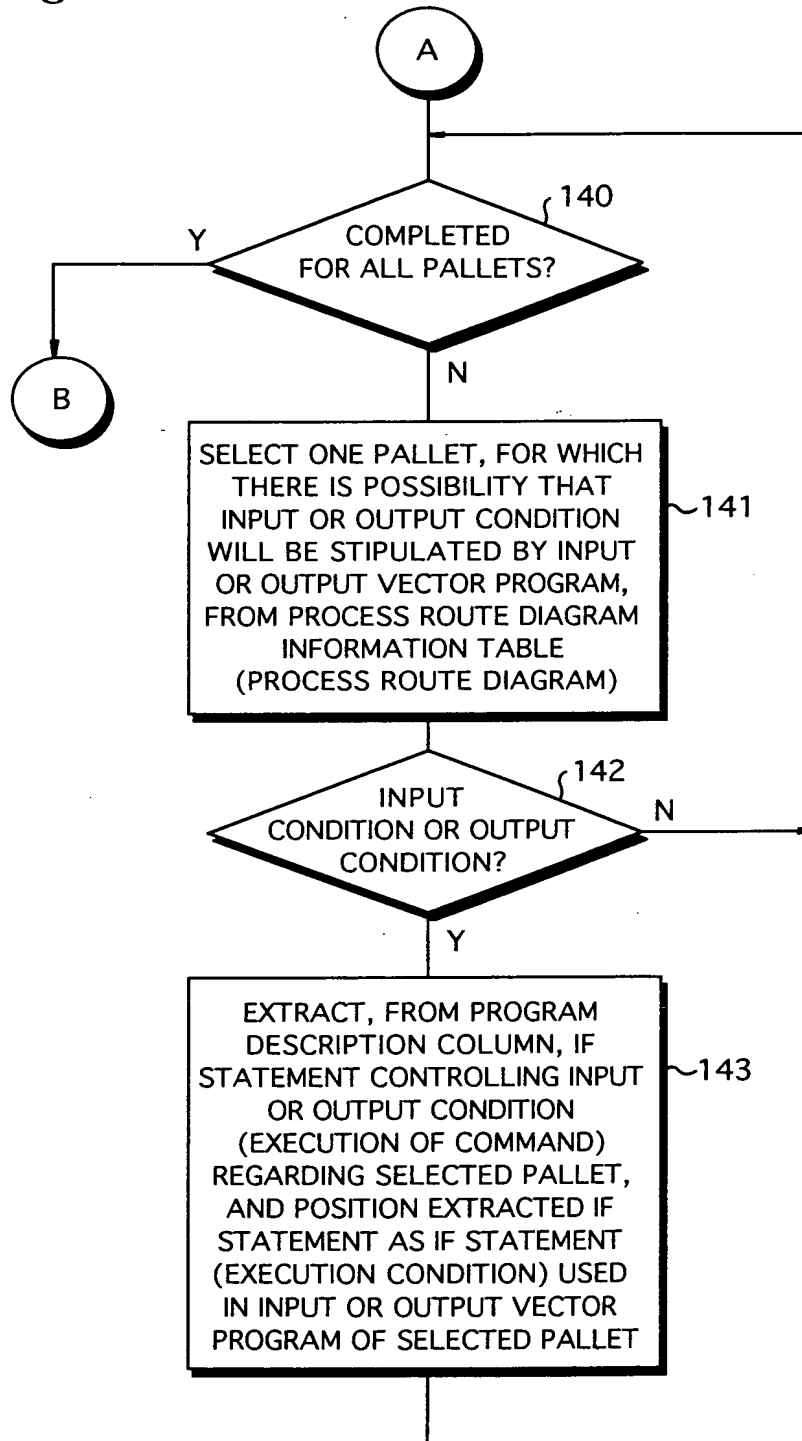 A
140
Y
COMPLETED
FOR ALL PALLETS?
B
N
SELECT ONE PALLET, FOR WHICH
THERE IS POSSIBILITY THAT
INPUT OR OUTPUT CONDITION
WILL BE STIPULATED BY INPUT
OR OUTPUT VECTOR PROGRAM,
FROM PROCESS ROUTE DIAGRAM
INFORMATION TABLE
(PROCESS ROUTE DIAGRAM)
141
142
INPUT
CONDITION OR OUTPUT
CONDITION?
N
Y
EXTRACT, FROM PROGRAM
DESCRIPTION COLUMN, IF
STATEMENT CONTROLLING INPUT
OR OUTPUT CONDITION
(EXECUTION OF COMMAND)
REGARDING SELECTED PALLET,
AND POSITION EXTRACTED IF
STATEMENT AS IF STATEMENT
(EXECUTION CONDITION) USED
IN INPUT OR OUTPUT VECTOR
PROGRAM OF SELECTED PALLET
143